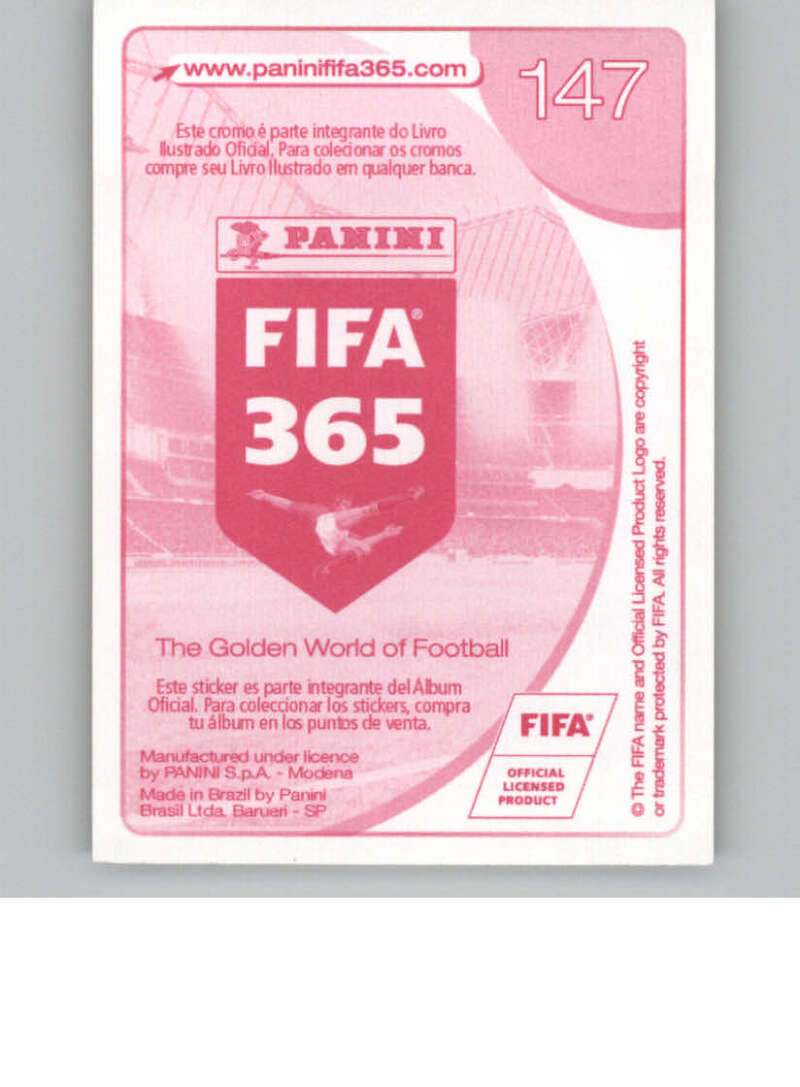 www.paninififa365.com
147
Este cromo é parte integrante do Livro
Ilustrado Oficial. Para colecionar os cromos
compre seu Livro Ilustrado em qualquer banca.
PANINI
FIFA®
365
The Golden World of Football
Este sticker es parte integrante del Álbum
Oficial. Para coleccionar los stickers, compra
tu álbum en los puntos de venta.
Manufactured under licence
by PANINI S.p.A. - Modena
Made in Brazil by Panini
Brasil Ltda. Barueri - SP
FIFA®
OFFICIAL
LICENSED
PRODUCT
© The FIFA name and Official Licensed Product Logo are copyright
or trademark protected by FIFA. All rights reserved.